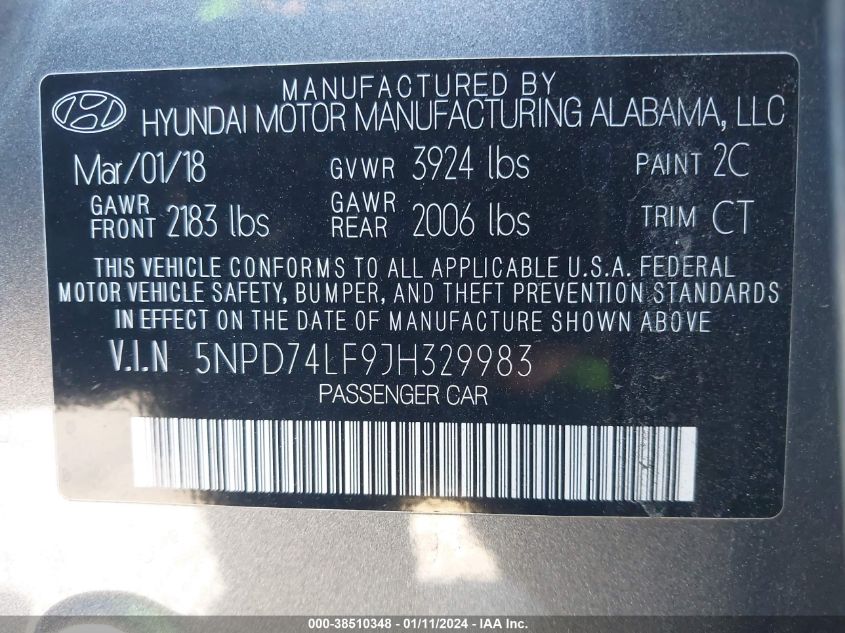 MANUFACTURED BY
HYUNDAI MOTOR MANUFACTURING ALABAMA, LLC
Mar/01/18 GVWR 3924 lbs PAINT 2C
GAWR FRONT 2183 lbs GAWR REAR 2006 lbs TRIM CT
THIS VEHICLE CONFORMS TO ALL APPLICABLE U.S.A. FEDERAL
MOTOR VEHICLE SAFETY, BUMPER, AND THEFT PREVENTION STANDARDS
IN EFFECT ON THE DATE OF MANUFACTURE SHOWN ABOVE
V.I.N 5NPD74LF9JH329983
PASSENGER CAR
000-38510348 - 01/11/2024 - IAA Inc.